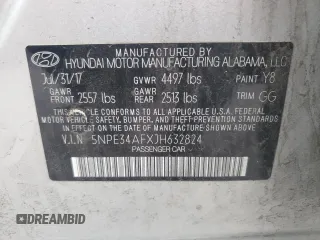 MANUFACTURED BY
HYUNDAI MOTOR MANUFACTURING ALABAMA, LLC
Jul/31/17 GVWR 4497 lbs PAINT Y8
GAWR GAWR
FRONT 2557 lbs REAR 2513 lbs TRIM GG
THIS VEHICLE CONFORMS TO ALL APPLICABLE
FEDERAL MOTOR VEHICLE SAFETY, BUMPER, AND
THEFT PREVENTION STANDARDS IN EFFECT ON
THE DATE OF MANUFACTURE SHOWN ABOVE.
V.I.N 5NPE34AFXJH632824
PASSENGER CAR
© DEALERBID AUTO